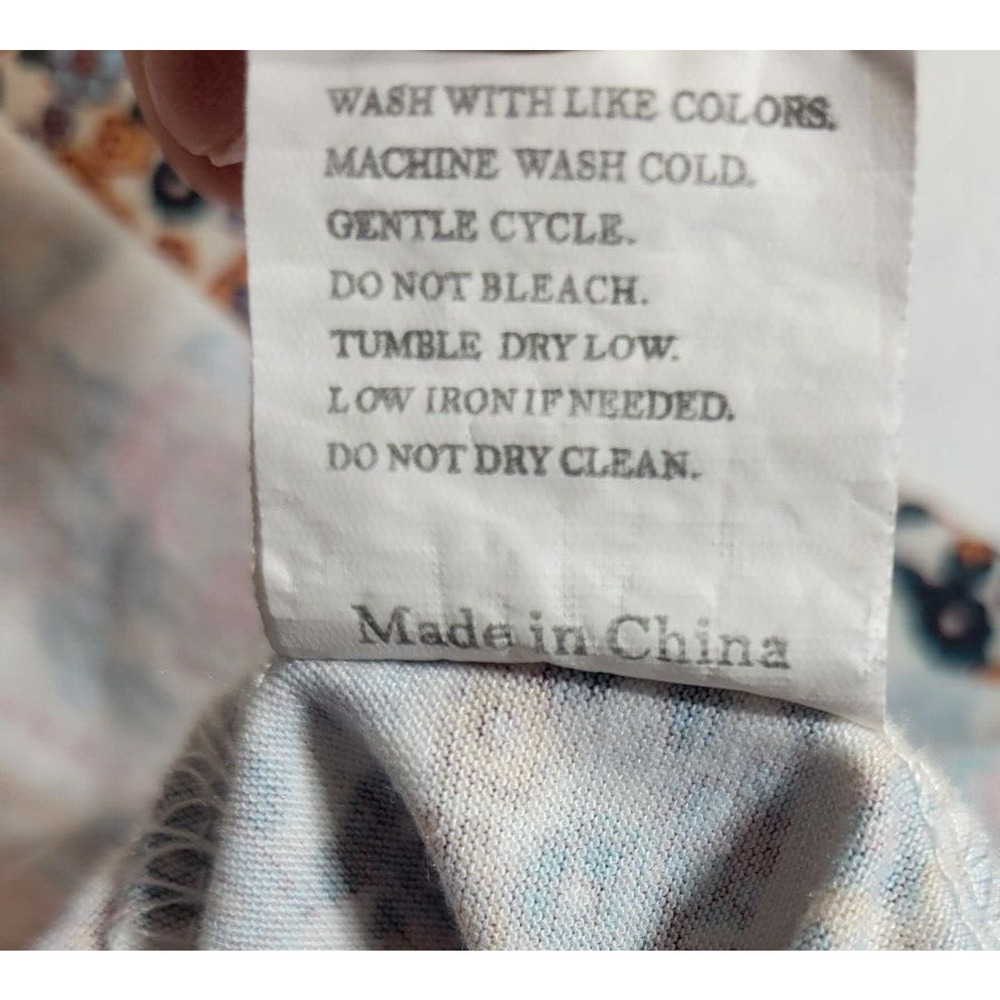 WASH WITH LIKE COLORS.
MACHINE WASH COLD.
GENTLE CYCLE.
DO NOT BLEACH.
TUMBLE DRY LOW.
LOW IRON IF NEEDED.
DO NOT DRY CLEAN.
Made in China